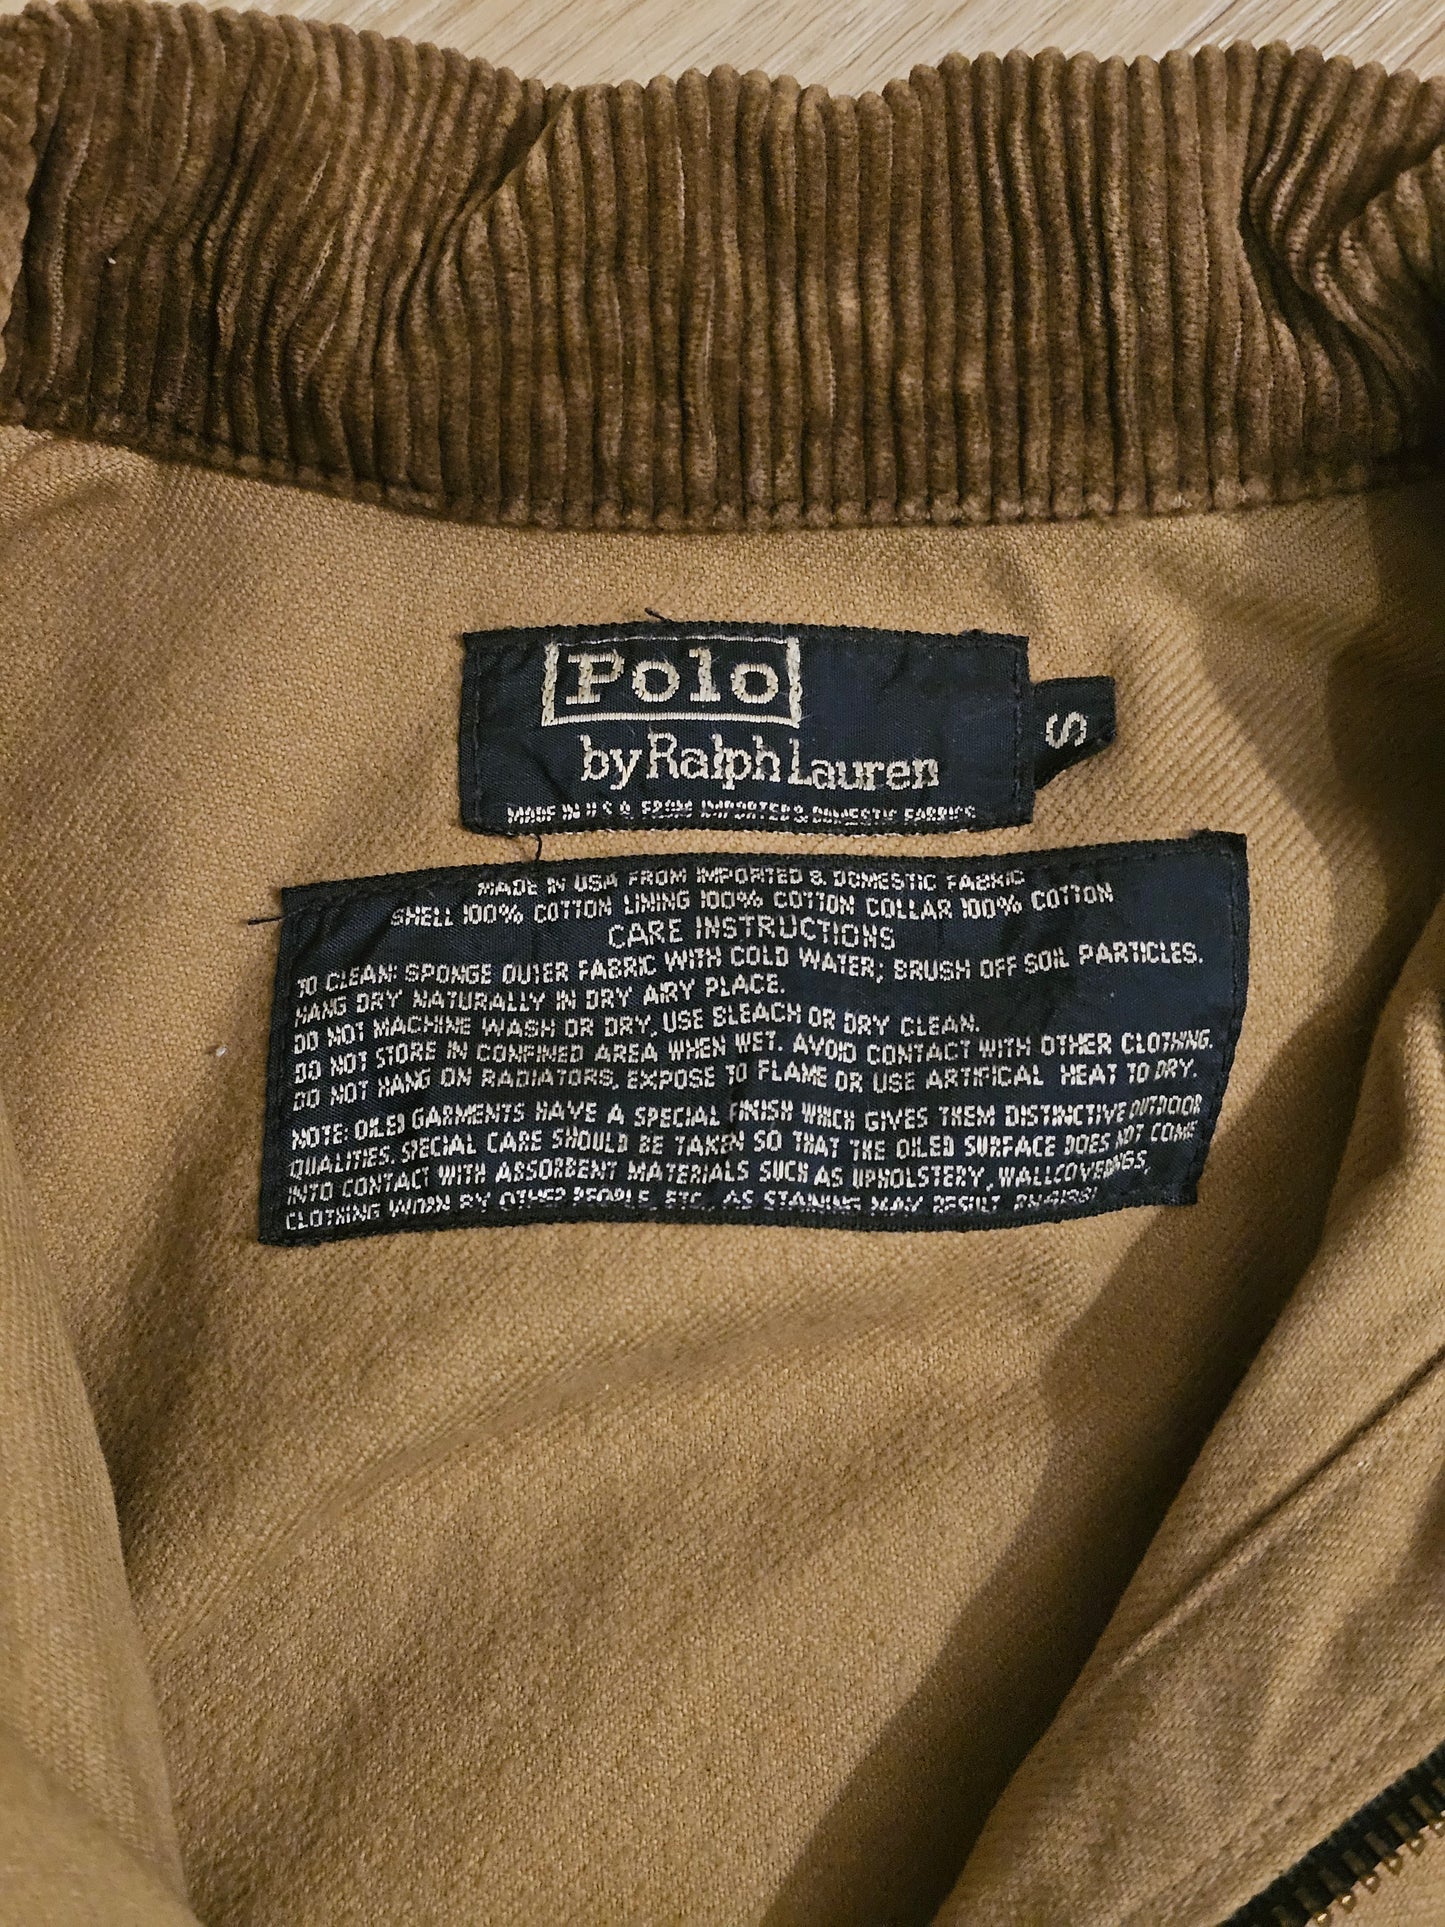 Polo
by Ralph Lauren
MADE IN U.S.A. FROM IMPORTED & DOMESTIC FABRICS
S
MADE IN USA FROM IMPORTED & DOMESTIC FABRIC
SHELL 100% COTTON LINING 100% COTTON COLLAR 100% COTTON
CARE INSTRUCTIONS
TO CLEAN: SPONGE OUTER FABRIC WITH COLD WATER; BRUSH OFF SOIL PARTICLES.
HANG DRY NATURALLY IN DRY AIRY PLACE.
DO NOT MACHINE WASH OR DRY, USE BLEACH OR DRY CLEAN.
DO NOT STORE IN CONFINED AREA WHEN WET. AVOID CONTACT WITH OTHER CLOTHING.
DO NOT HANG ON RADIATORS, EXPOSE TO FLAME OR USE ARTIFICAL HEAT TO DRY.
NOTE: OILED GARMENTS HAVE A SPECIAL FINISH WHICH GIVES THEM DISTINCTIVE OUTDOOR
QUALITIES. SPECIAL CARE SHOULD BE TAKEN SO THAT THE OILED SURFACE DOES NOT COME
INTO CONTACT WITH ABSORBENT MATERIALS SUCH AS UPHOLSTERY, WALLCOVERINGS,
CLOTHING WORN BY OTHER PEOPLE, ETC. AS STAINING MAY RESULT.